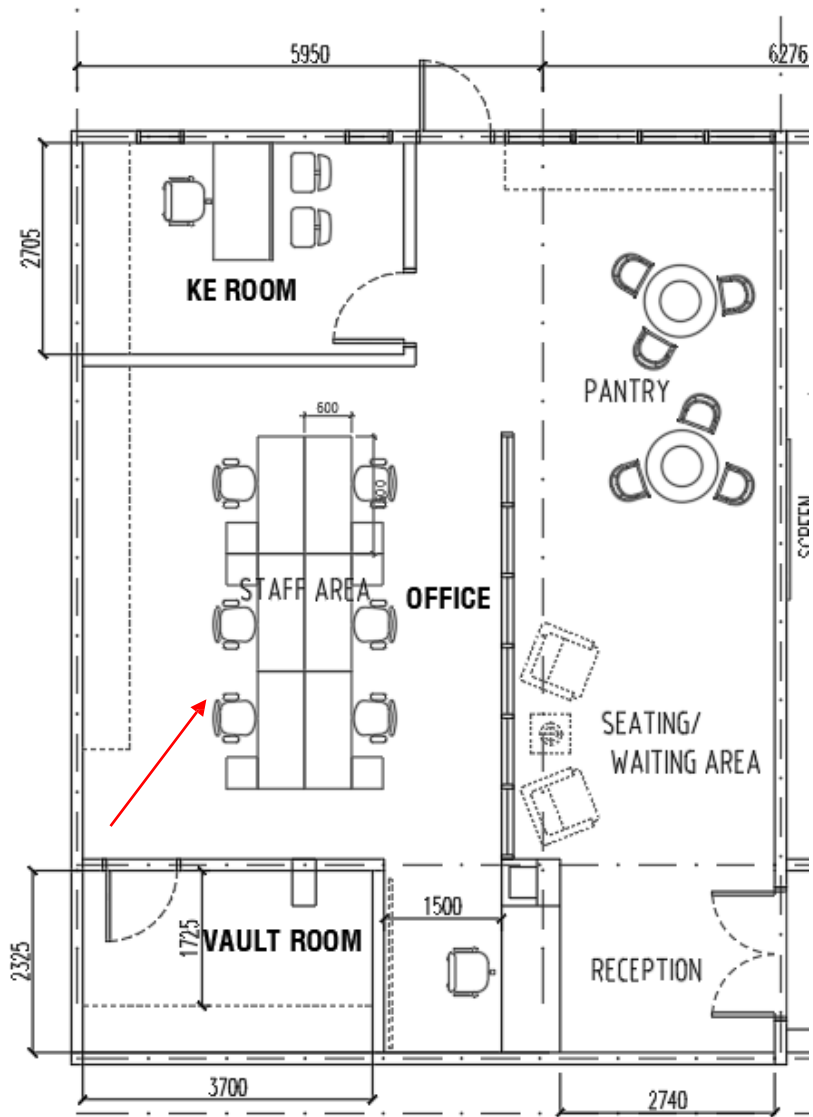 5950
6276
2705
KE ROOM
PANTRY
600
SCREEN
STAFF AREA
OFFICE
SEATING/
WAITING AREA
2325
1725
VAULT ROOM
1500
RECEPTION
3700
2740